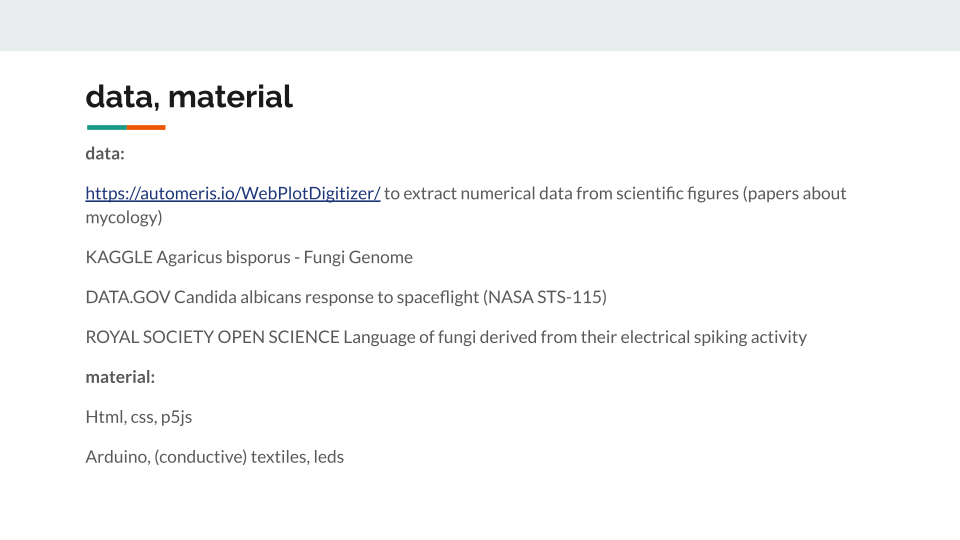 data, material
data:
https://automeris.io/WebPlotDigitizer/ to extract numerical data from scientific figures (papers about
mycology)
KAGGLE Agaricus bisporus - Fungi Genome
DATA.GOV Candida albicans response to spaceflight (NASA STS-115)
ROYAL SOCIETY OPEN SCIENCE Language of fungi derived from their electrical spiking activity
material:
Html, css, p5js
Arduino, (conductive) textiles, leds